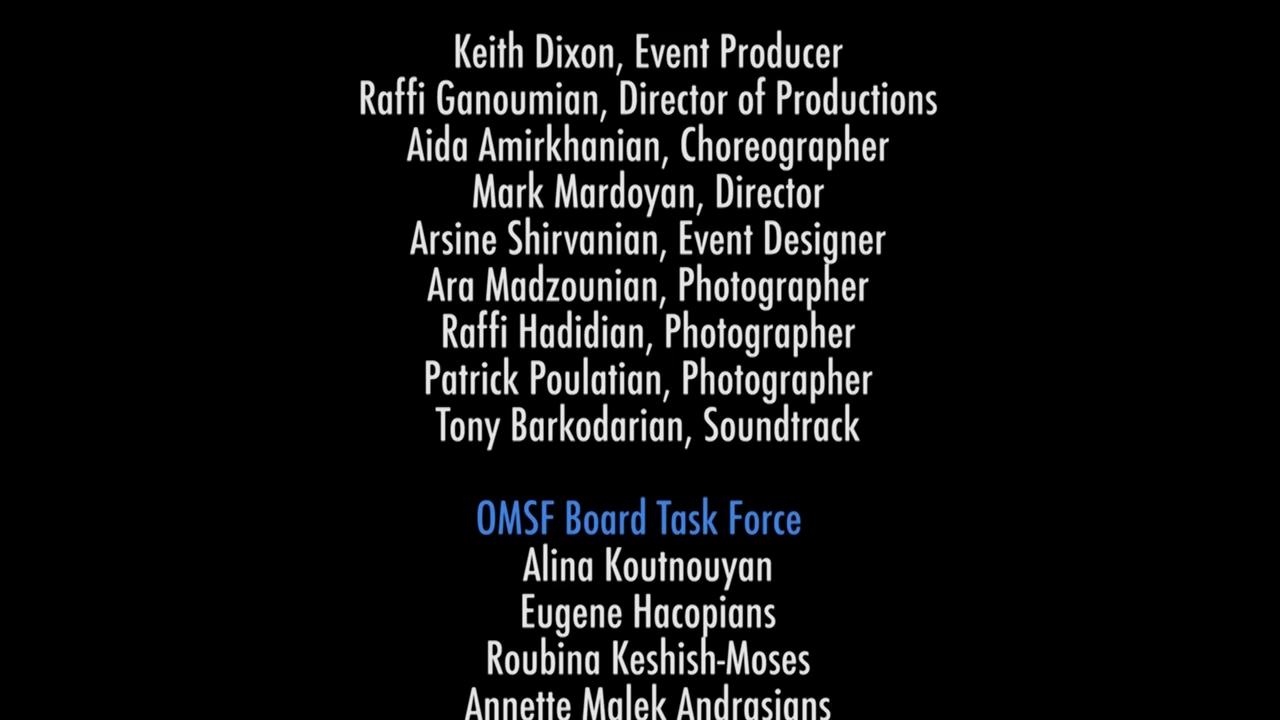 Keith Dixon, Event Producer
Raffi Ganoumian, Director of Productions
Aida Amirkhanian, Choreographer
Mark Mardoyan, Director
Arsine Shirvanian, Event Designer
Ara Madzounian, Photographer
Raffi Hadidian, Photographer
Patrick Poulatian, Photographer
Tony Barkodarian, Soundtrack
OMSF Board Task Force
Alina Koutnouyan
Eugene Hacopians
Roubina Keshish-Moses
Annette Malek Andrasians